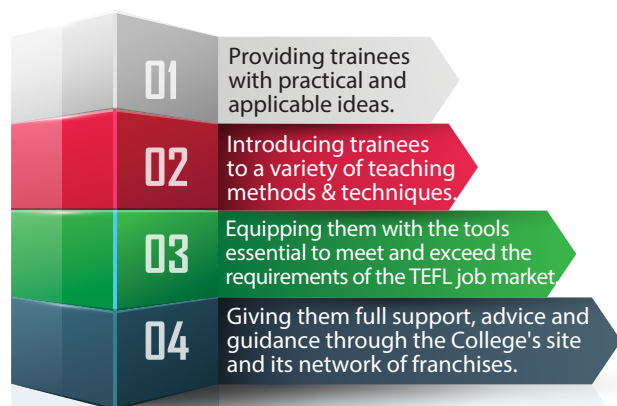 01
Providing trainees
with practical and
applicable ideas.
02
Introducing trainees
to a variety of teaching
methods & techniques.
03
Equipping them with the tools
essential to meet and exceed the
requirements of the TEFL job market.
04
Giving them full support, advice and
guidance through the College's site
and its network of franchises.